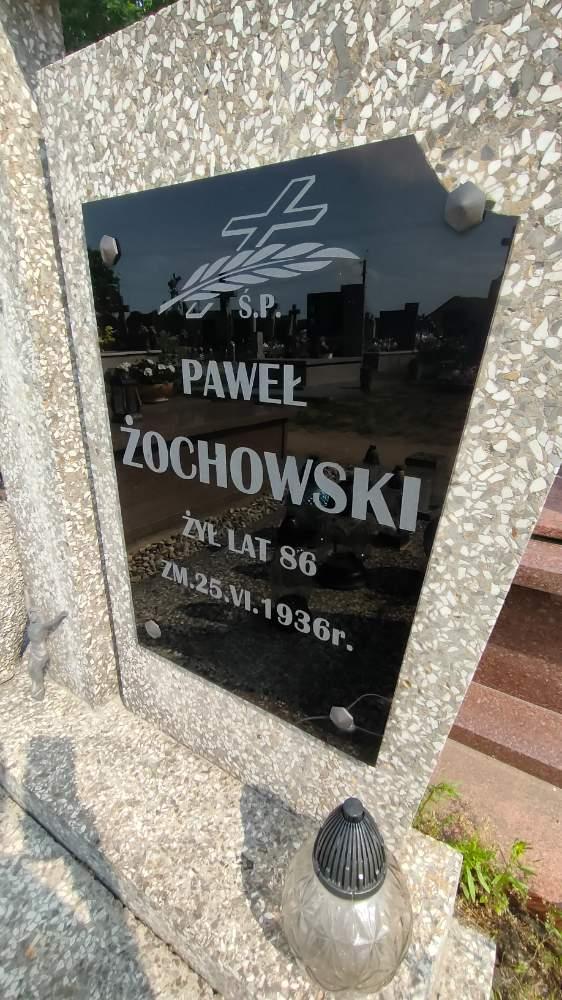 Ś.P.
PAWEŁ
ŻOCHOWSKI
ŻYŁ LAT 86
ZM.25.VI.1936r.